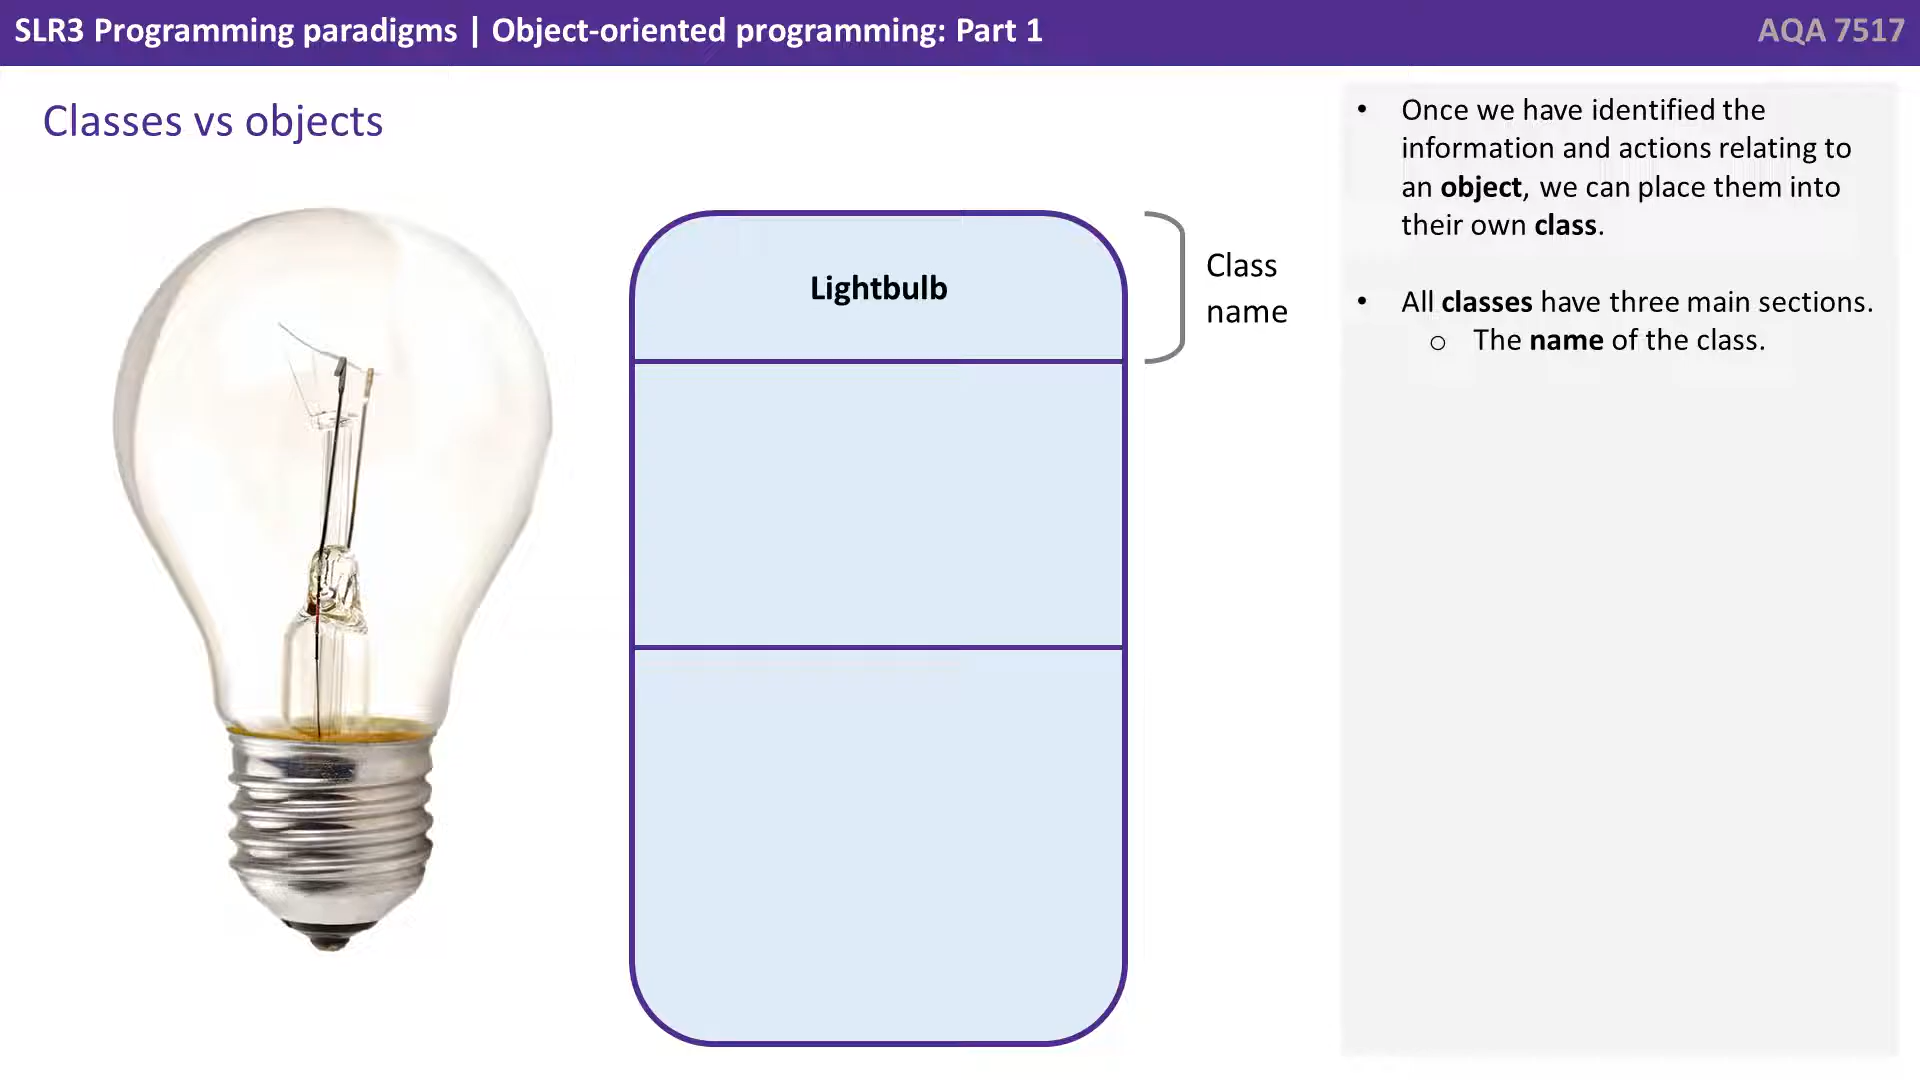 SLR3 Programming paradigms | Object-oriented programming: Part 1
AQA 7517
Classes vs objects
Lightbulb
Class
name
• Once we have identified the
information and actions relating to
an object, we can place them into
their own class.
• All classes have three main sections.
o The name of the class.